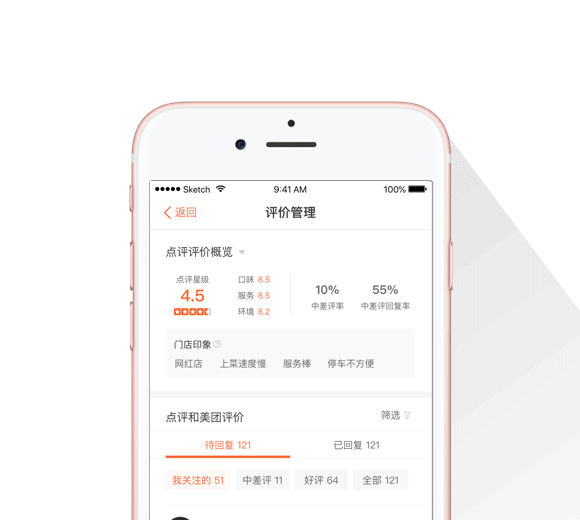 Sketch 9:41 AM 100%
返回 评价管理
点评评价概览
点评星级 口味 8.5
4.5 服务 8.5 10% 55%
环境 8.2 中差评率 中差评回复率
门店印象
网红店 上菜速度慢 服务棒 停车不方便
点评和美团评价 筛选
待回复 121 已回复 121
我关注的 51 中差评 11 好评 64 全部 121